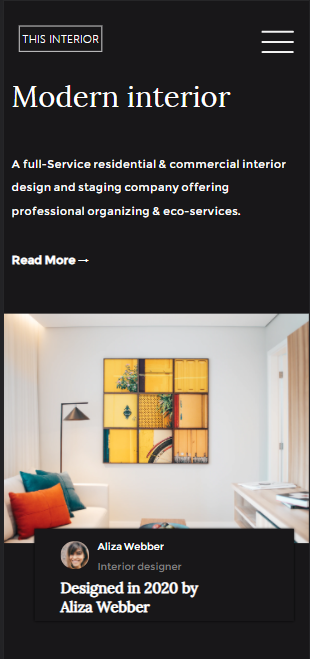 THIS INTERIOR
Modern interior
A full-Service residential & commercial interior
design and staging company offering
professional organizing & eco-services.
Read More →
Aliza Webber
Interior designer
Designed in 2020 by
Aliza Webber